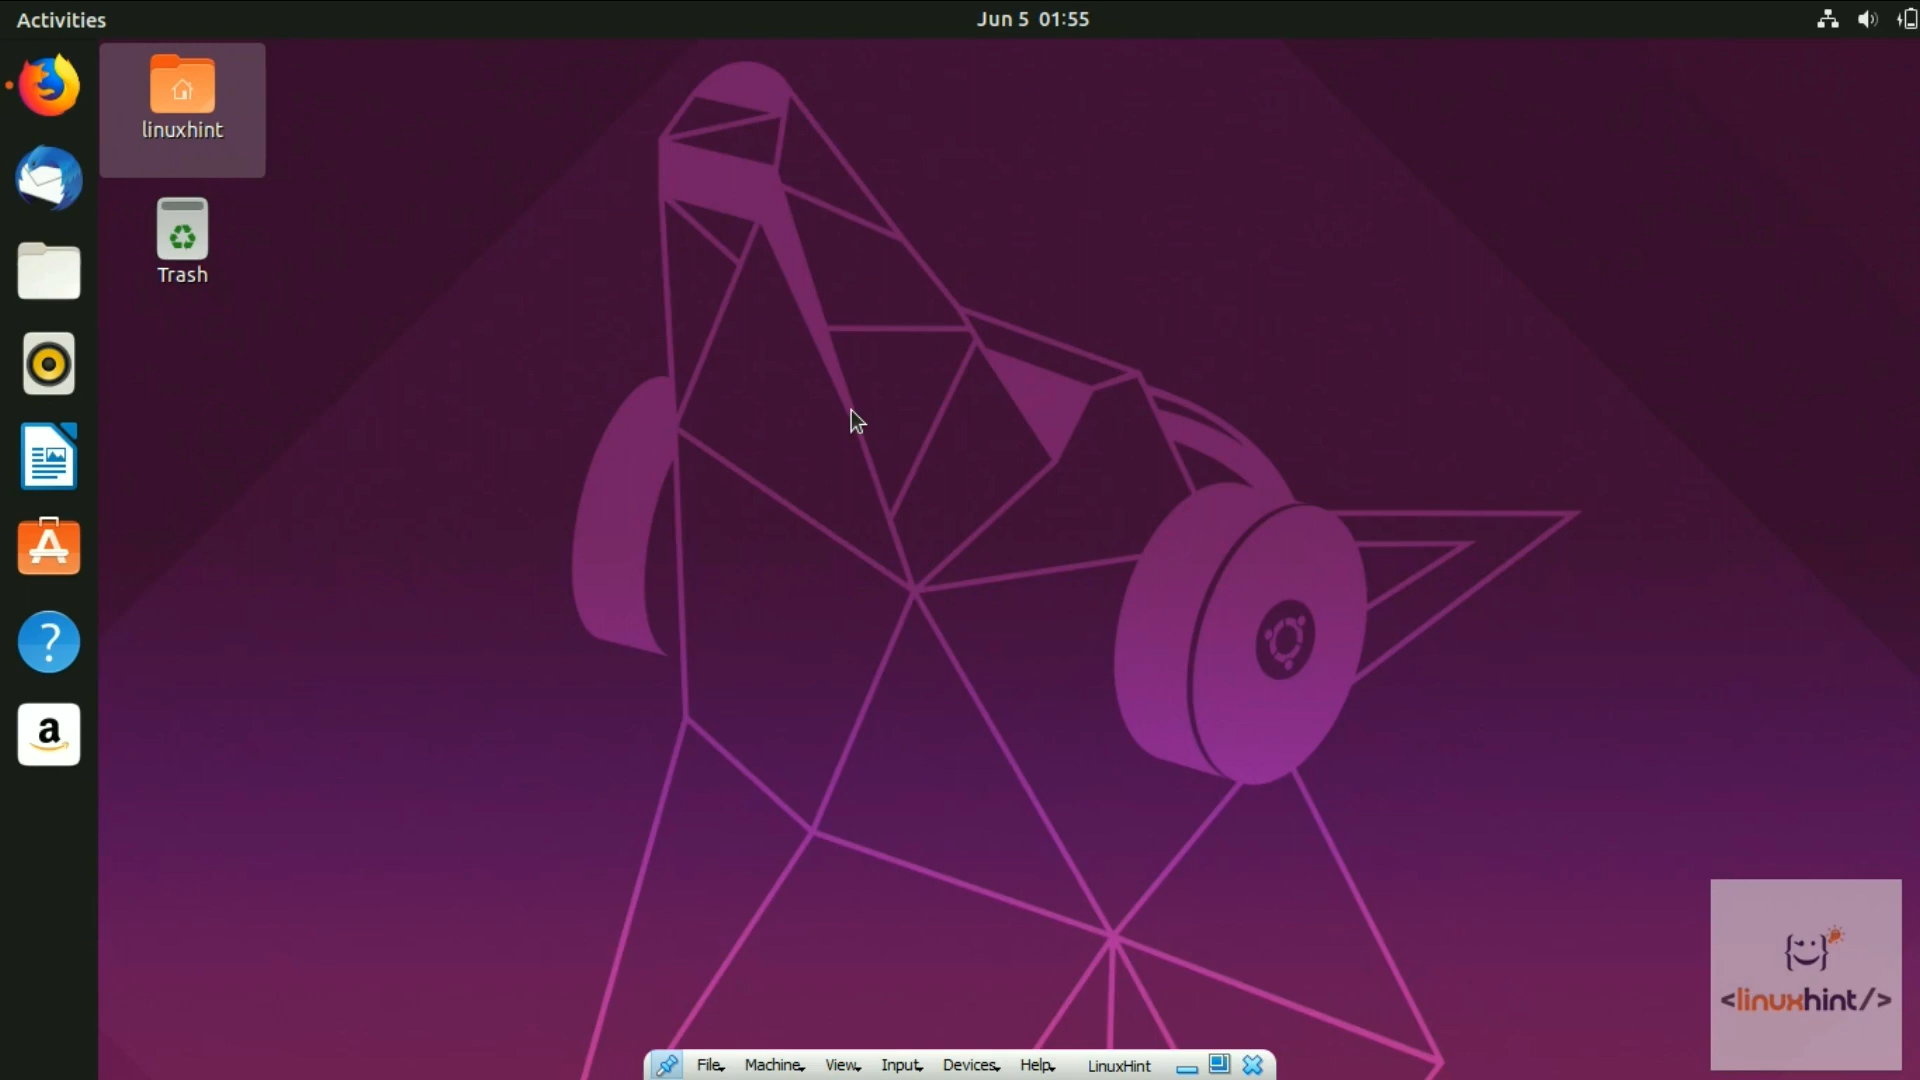 Activities
Jun 5 01:55
linuxhint
Trash
a
<linuxhint/>
File Machine View Input Devices Help LinuxHint